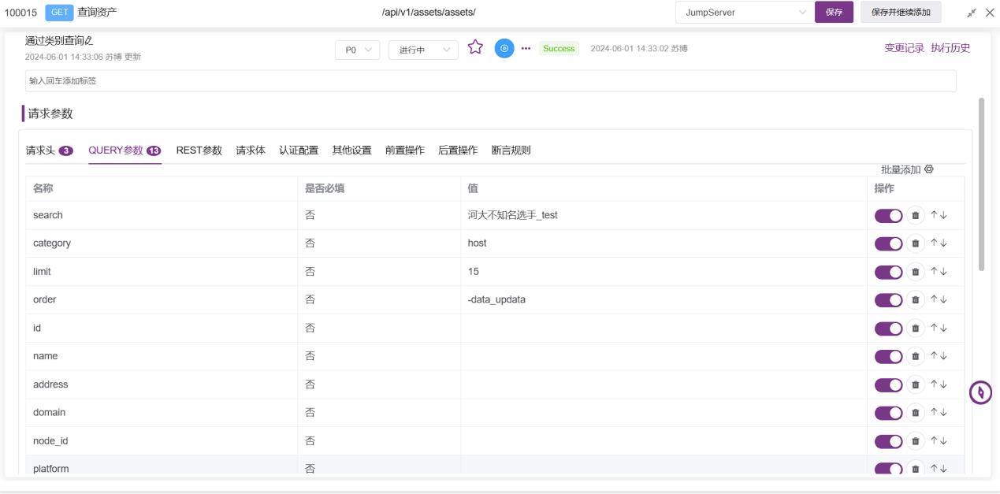 100015 GET 查询资产 /api/v1/assets/assets/ JumpServer 保存 保存并继续添加
通过类别查询
2024-06-01 14:33:06 苏博 更新
P0 进行中 Success 2024-06-01 14:33:02 苏博 变更记录 执行历史
输入回车添加标签
请求参数
请求头 3 QUERY参数 13 REST参数 请求体 认证配置 其他设置 前置操作 后置操作 断言规则
批量添加
名称 是否必填 值 操作
search 否 河大不知名选手_test
category 否 host
limit 否 15
order 否 -data_updata
id 否
name 否
address 否
domain 否
node_id 否
platform 否